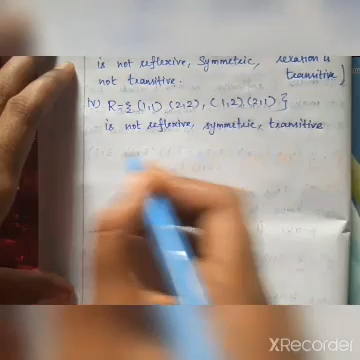 is not reflexive, Symmetric, relation is
not transitive. transitive)
iv) R={ (1,1), (2,2), (1,2), (2,1) }
is not reflexive, symmetric, transitive
XRecorder